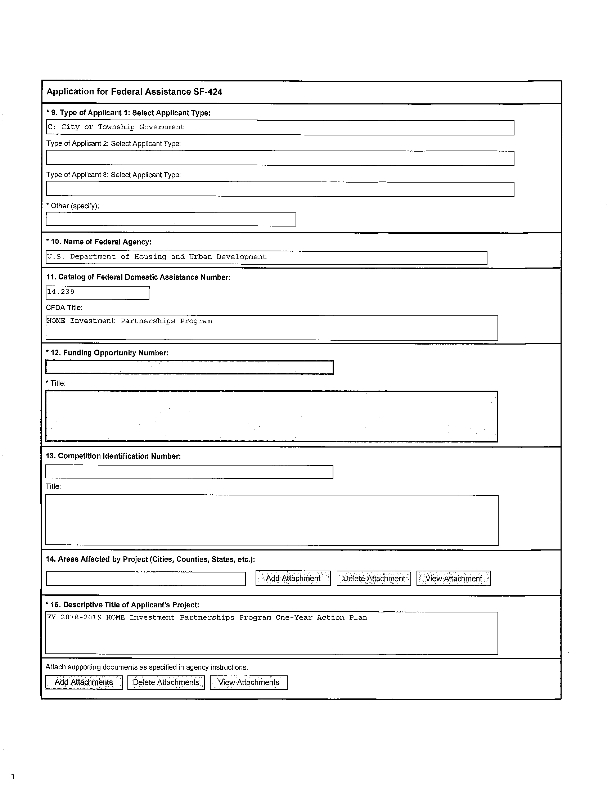 Application for Federal Assistance SF-424
* 9. Type of Applicant 1: Select Applicant Type:
C: City or Township Government
Type of Applicant 2: Select Applicant Type:
Type of Applicant 3: Select Applicant Type:
* Other (specify):
* 10. Name of Federal Agency:
U.S. Department of Housing and Urban Development
11. Catalog of Federal Domestic Assistance Number:
14.239
CFDA Title:
HOME Investment Partnerships Program
* 12. Funding Opportunity Number:
* Title:
13. Competition Identification Number:
Title:
14. Areas Affected by Project (Cities, Counties, States, etc.):
Add Attachment Delete Attachment View Attachment
* 15. Descriptive Title of Applicant's Project:
FY 2018-2019 HOME Investment Partnerships Program One-Year Action Plan
Attach supporting documents as specified in agency instructions.
Add Attachments Delete Attachments View Attachments
1